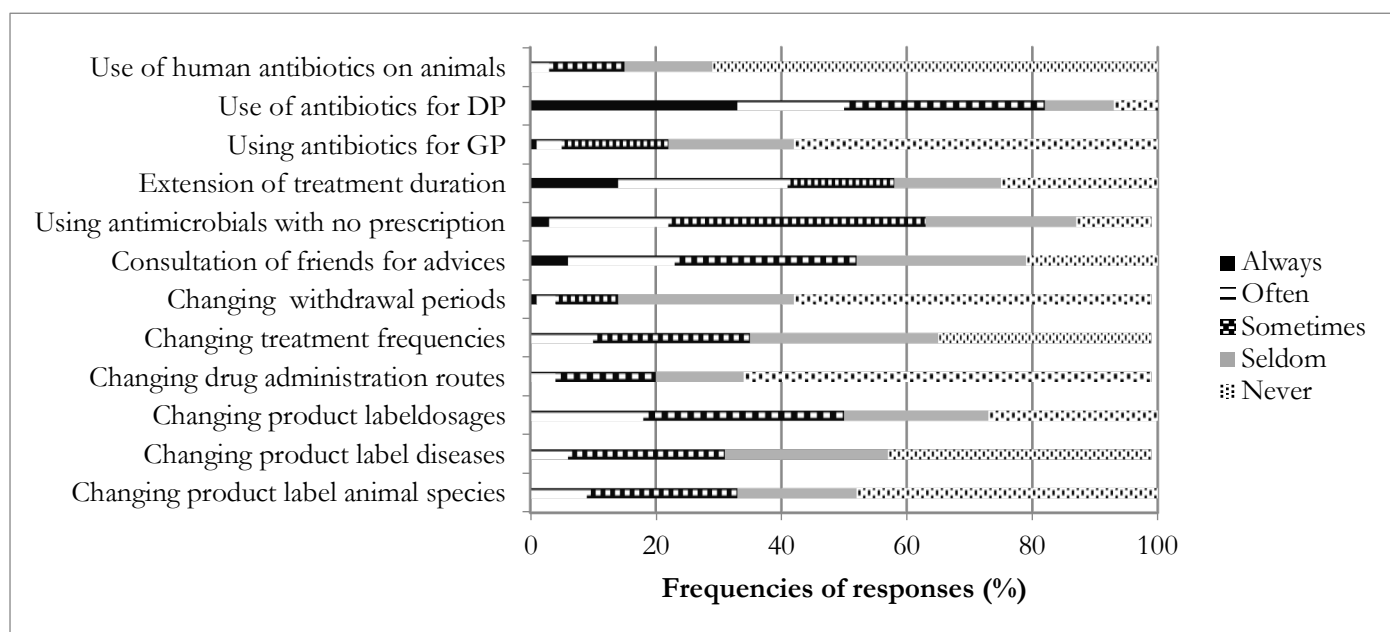 Use of human antibiotics on animals
Use of antibiotics for DP
Using antibiotics for GP
Extension of treatment duration
Using antimicrobials with no prescription
Consultation of friends for advices
Changing  withdrawal periods
Changing treatment frequencies
Changing drug administration routes
Changing product labeldosages
Changing product label diseases
Changing product label animal species
0 20 40 60 80 100
Frequencies of responses (%)
Always
Often
Sometimes
Seldom
Never